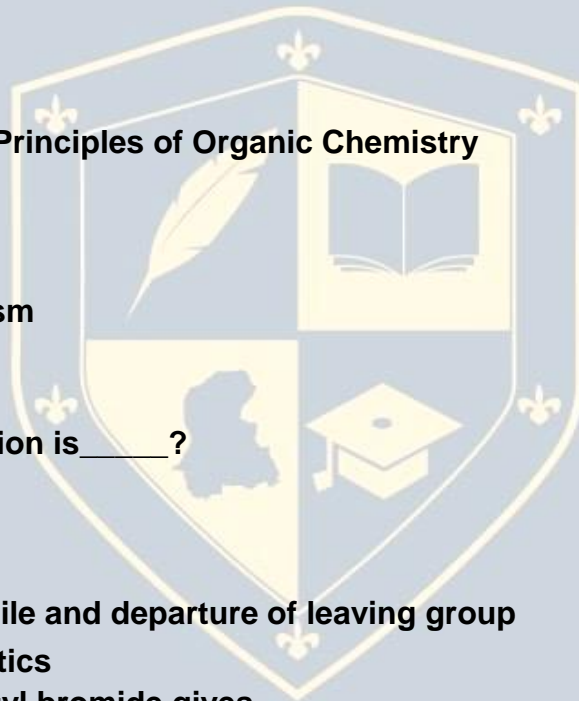 Principles of Organic Chemistry
sm
ion is_____?
ile and departure of leaving group
tics
yl bromide gives